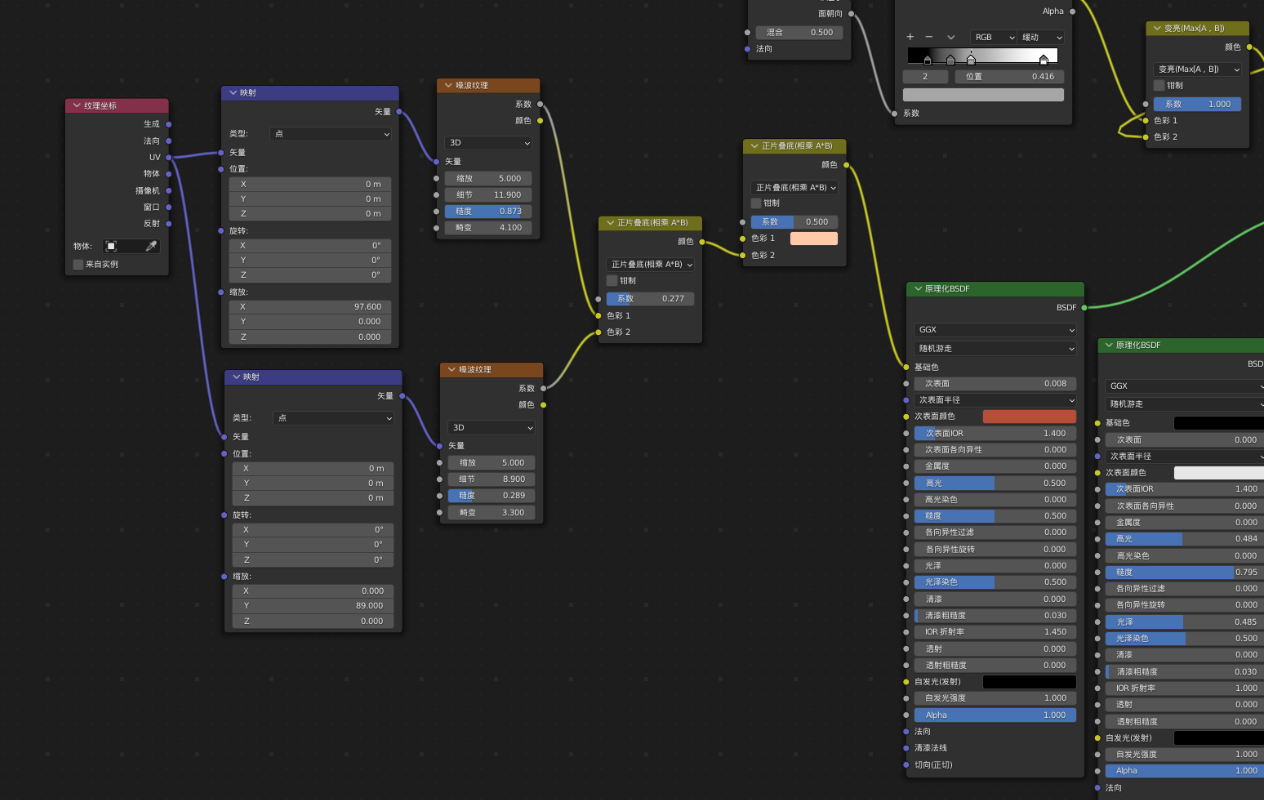 纹理坐标
生成
法向
UV
物体
摄像机
窗口
反射
物体:
来自实例
映射
矢量
类型: 点
矢量
位置:
X 0 m
Y 0 m
Z 0 m
旋转:
X 0°
Y 0°
Z 0°
缩放:
X 97.600
Y 0.000
Z 0.000
映射
矢量
类型: 点
矢量
位置:
X 0 m
Y 0 m
Z 0 m
旋转:
X 0°
Y 0°
Z 0°
缩放:
X 0.000
Y 89.000
Z 0.000
噪波纹理
系数
颜色
3D
矢量
缩放 5.000
细节 11.900
糙度 0.873
畸变 4.100
噪波纹理
系数
颜色
3D
矢量
缩放 5.000
细节 8.900
糙度 0.289
畸变 3.300
正片叠底(相乘 A*B)
颜色
正片叠底(相乘 A*B)
钳制
系数 0.277
色彩 1
色彩 2
正片叠底(相乘 A*B)
颜色
正片叠底(相乘 A*B)
钳制
系数 0.500
色彩 1
色彩 2
面朝向
混合 0.500
法向
Alpha
RGB 缓动
2 位置 0.416
系数
变亮(Max[A , B])
颜色
变亮(Max[A , B])
钳制
系数 1.000
色彩 1
色彩 2
原理化BSDF
BSDF
GGX
随机游走
基础色
次表面 0.008
次表面半径
次表面颜色
次表面IOR 1.400
次表面各向异性 0.000
金属度 0.000
高光 0.500
高光染色 0.000
糙度 0.500
各向异性过滤 0.000
各向异性旋转 0.000
光泽 0.000
光泽染色 0.500
清漆 0.000
清漆粗糙度 0.030
IOR 折射率 1.450
透射 0.000
透射粗糙度 0.000
自发光(发射)
自发光强度 1.000
Alpha 1.000
法向
清漆法线
切向(正切)
原理化BSDF
BSD
GGX
随机游走
基础色
次表面 0.000
次表面半径
次表面颜色
次表面IOR 1.400
次表面各向异性 0.000
金属度 0.000
高光 0.484
高光染色 0.000
糙度 0.795
各向异性过滤 0.000
各向异性旋转 0.000
光泽 0.485
光泽染色 0.500
清漆 0.000
清漆粗糙度 0.030
IOR 折射率 1.000
透射 0.000
透射粗糙度 0.000
自发光(发射)
自发光强度 1.000
Alpha 1.000
法向